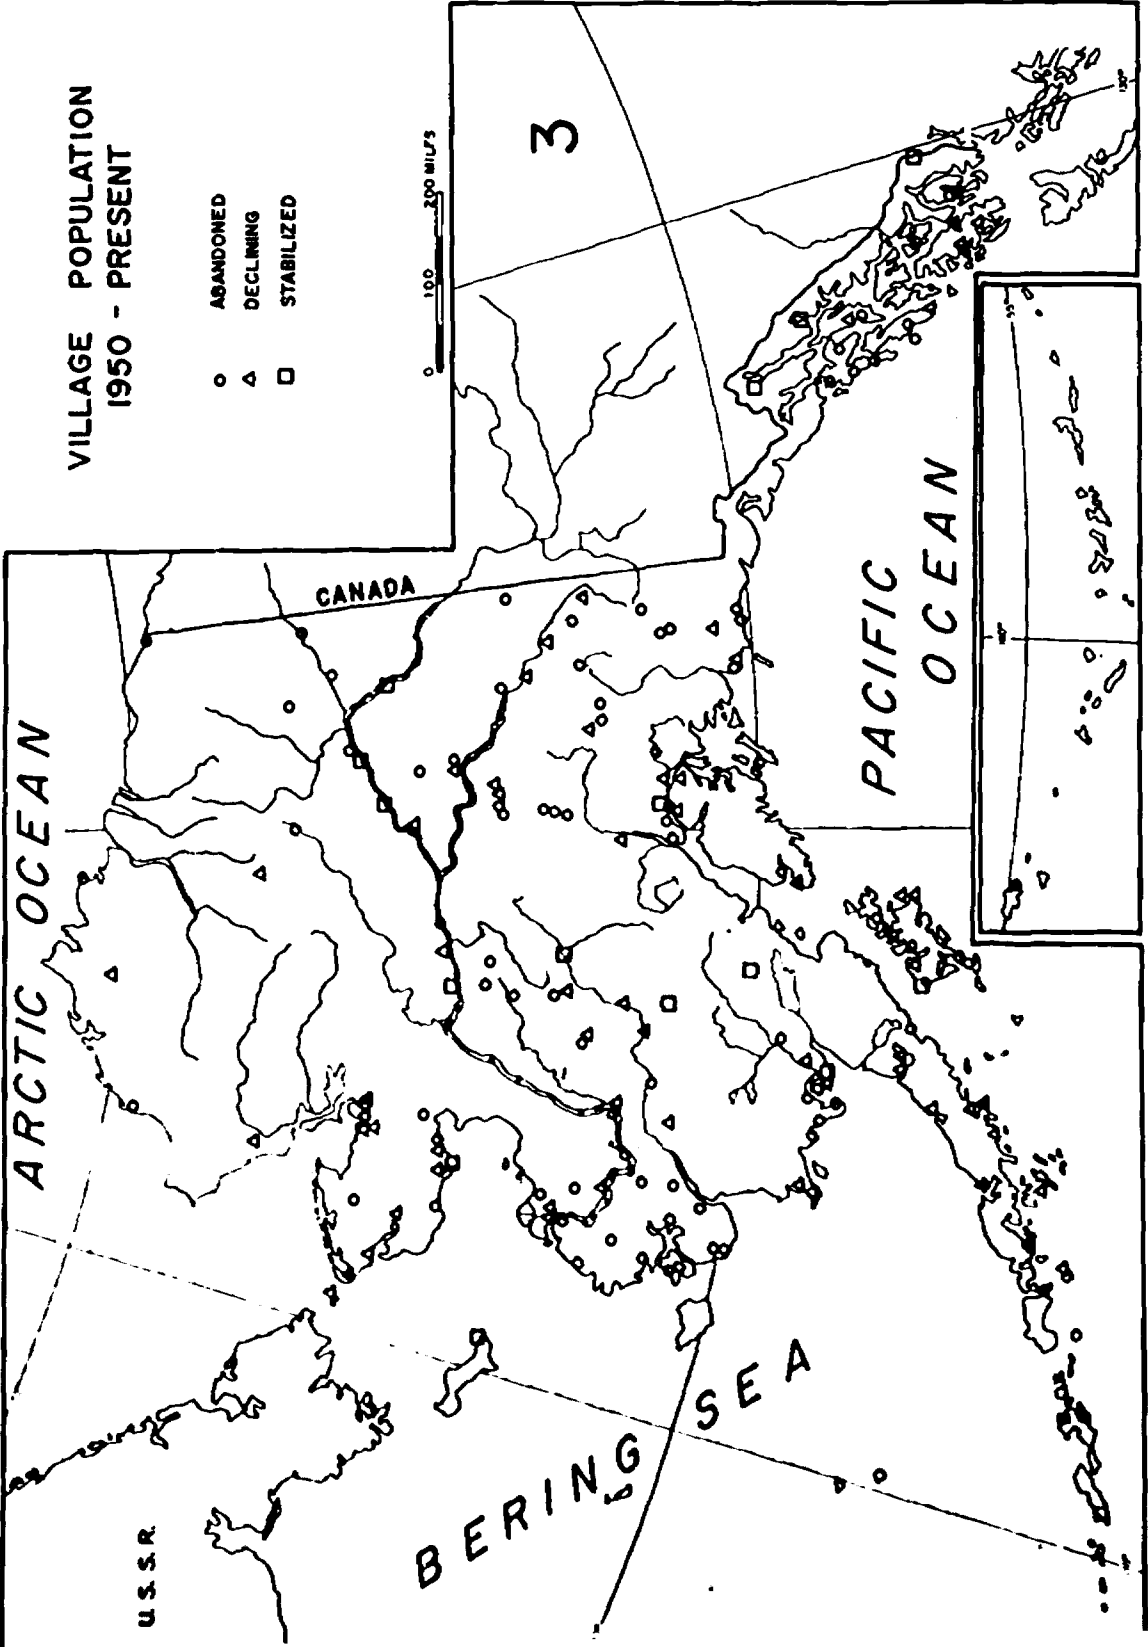 VILLAGE POPULATION
1950 - PRESENT
ABANDONED
DECLINING
STABILIZED
0 100 200 MILES
3
ARCTIC OCEAN
CANADA
PACIFIC
OCEAN
U.S.S.R.
BERING SEA